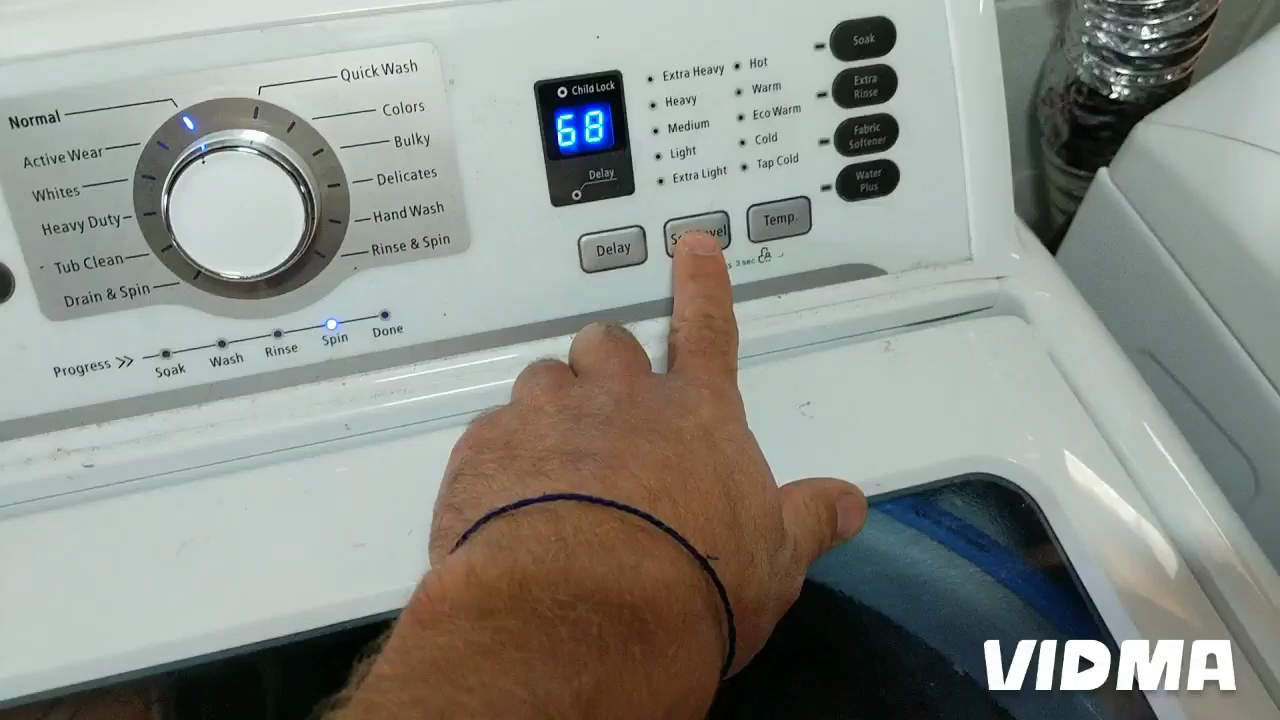 Normal
Active Wear
Whites
Heavy Duty
Tub Clean
Drain & Spin
Quick Wash
Colors
Bulky
Delicates
Hand Wash
Rinse & Spin
Progress >>
Soak
Wash
Rinse
Spin
Done
Child Lock
68
Delay
Extra Heavy
Heavy
Medium
Light
Extra Light
Hot
Warm
Eco Warm
Cold
Tap Cold
Soak
Extra
Rinse
Fabric
Softener
Water
Plus
Delay
Temp.
3 sec
VIDMA